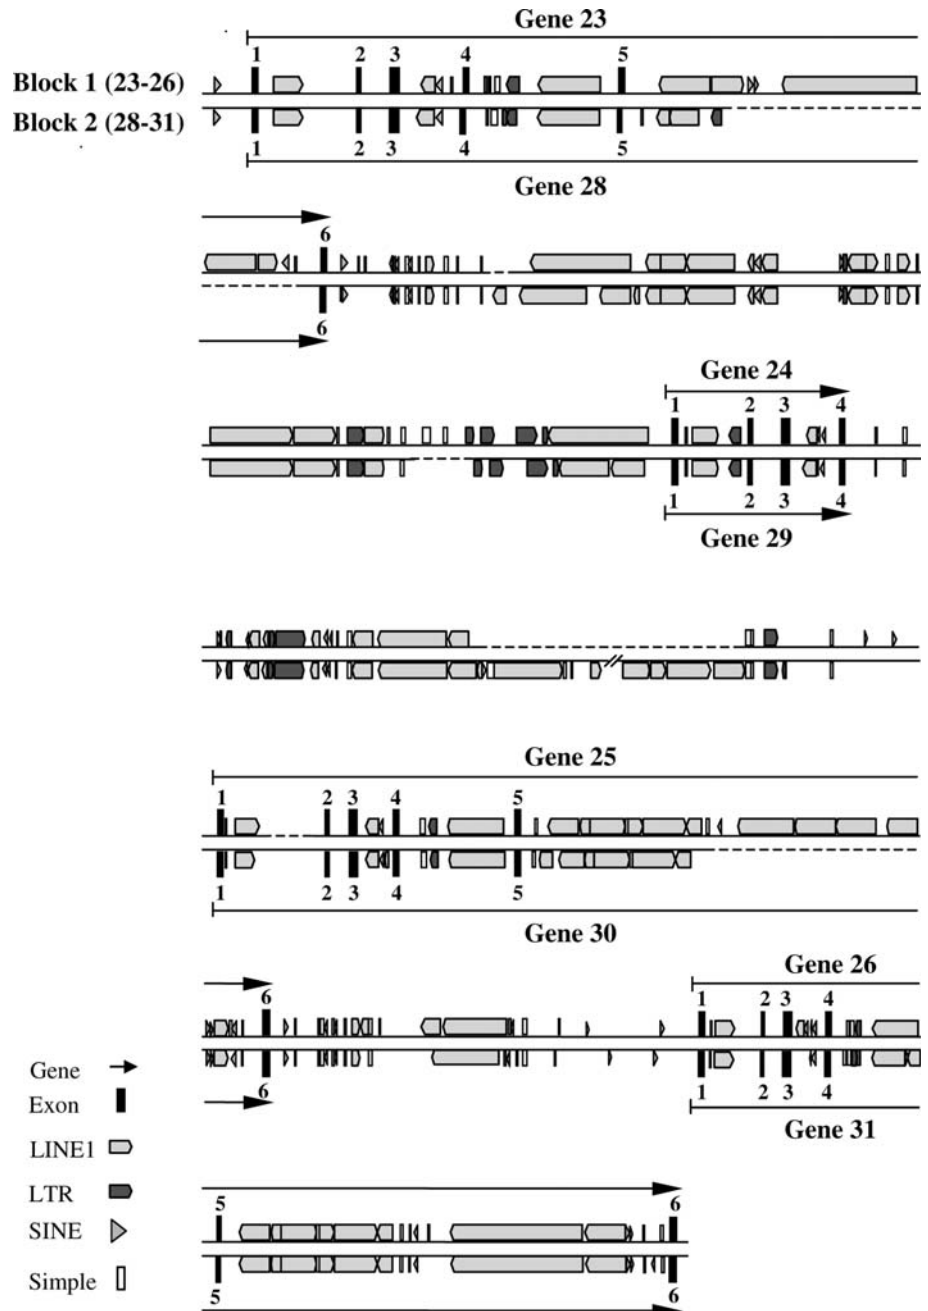 Gene 23
1 2 3 4 5
Block 1 (23-26)
Block 2 (28-31)
1 2 3 4 5
Gene 28
6
6
Gene 24
1 2 3 4
1 2 3 4
Gene 29
Gene 25
1 2 3 4 5
1 2 3 4 5
Gene 30
Gene 26
6 1 2 3 4
6 1 2 3 4
Gene 31
Gene
Exon
LINE1
LTR
SINE
Simple
5 6
5 6